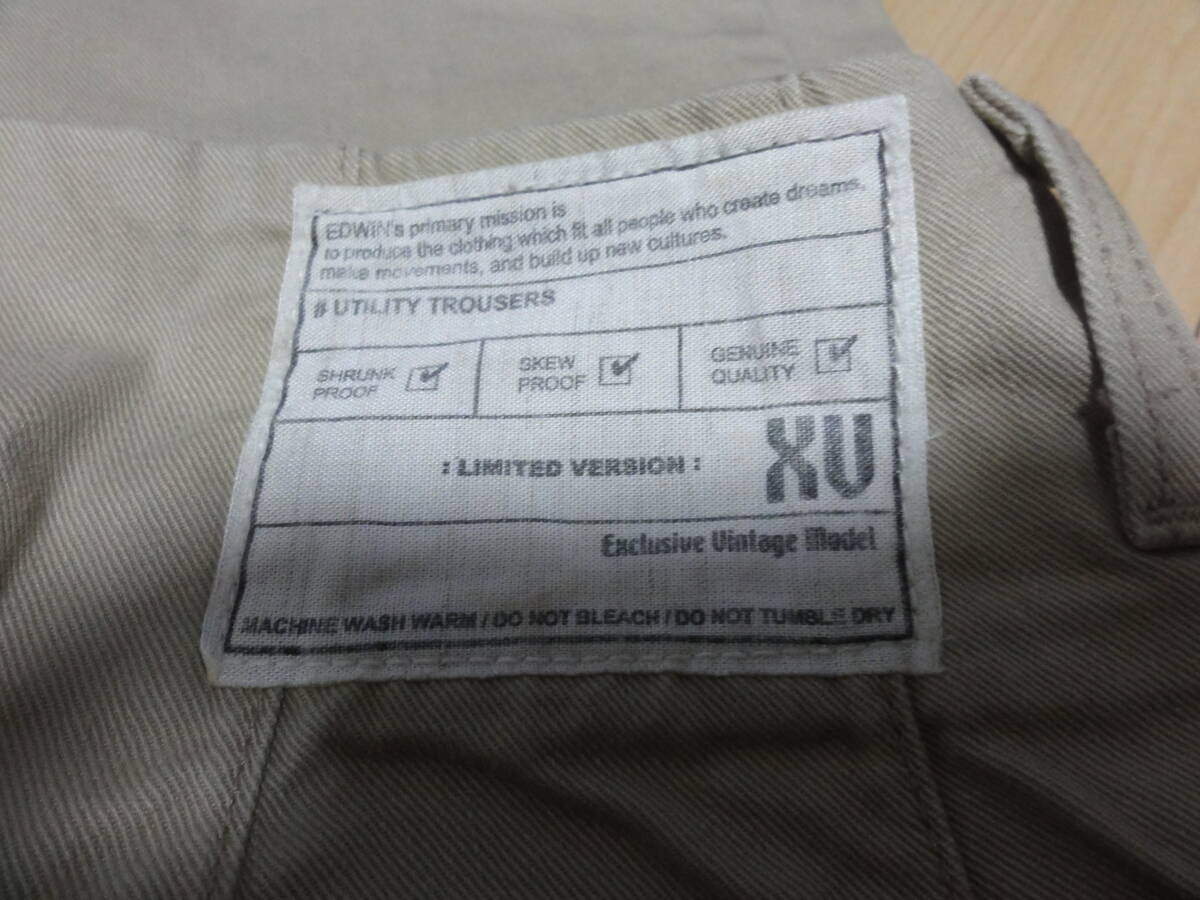 EDWIN's primary mission is
to produce the clothing which fit all people who create dreams,
make movements, and build up new cultures.
# UTILITY TROUSERS
SHRUNK
PROOF
SKEW
PROOF
GENUINE
QUALITY
: LIMITED VERSION :
XV
Exclusive Vintage Model
MACHINE WASH WARM / DO NOT BLEACH / DO NOT TUMBLE DRY